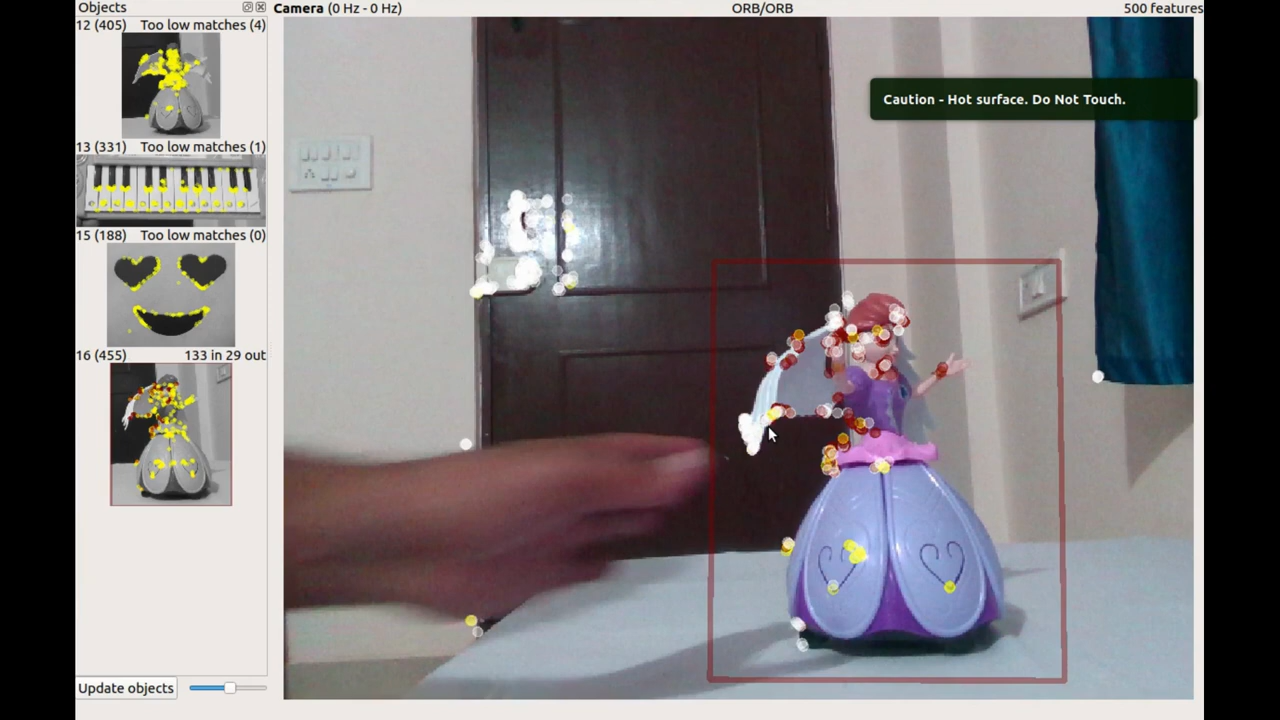 Objects
Camera (0 Hz - 0 Hz)
ORB/ORB
500 features
12 (405) Too low matches (4)
13 (331) Too low matches (1)
15 (188) Too low matches (0)
16 (455) 133 in 29 out
Caution - Hot surface. Do Not Touch.
Update objects